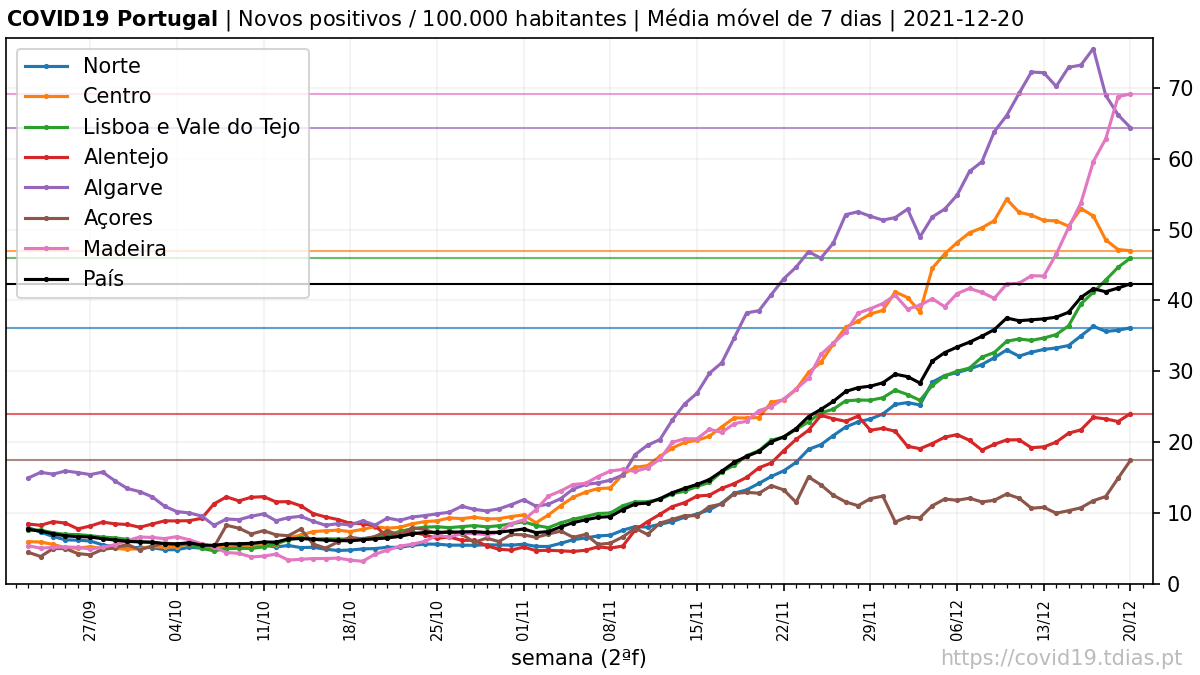 COVID19 Portugal | Novos positivos / 100.000 habitantes | Média móvel de 7 dias | 2021-12-20
Norte
Centro
Lisboa e Vale do Tejo
Alentejo
Algarve
Açores
Madeira
País
70
60
50
40
30
20
10
0
27/09
04/10
11/10
18/10
25/10
01/11
08/11
15/11
22/11
29/11
06/12
13/12
20/12
semana (2ªf)
https://covid19.tdias.pt